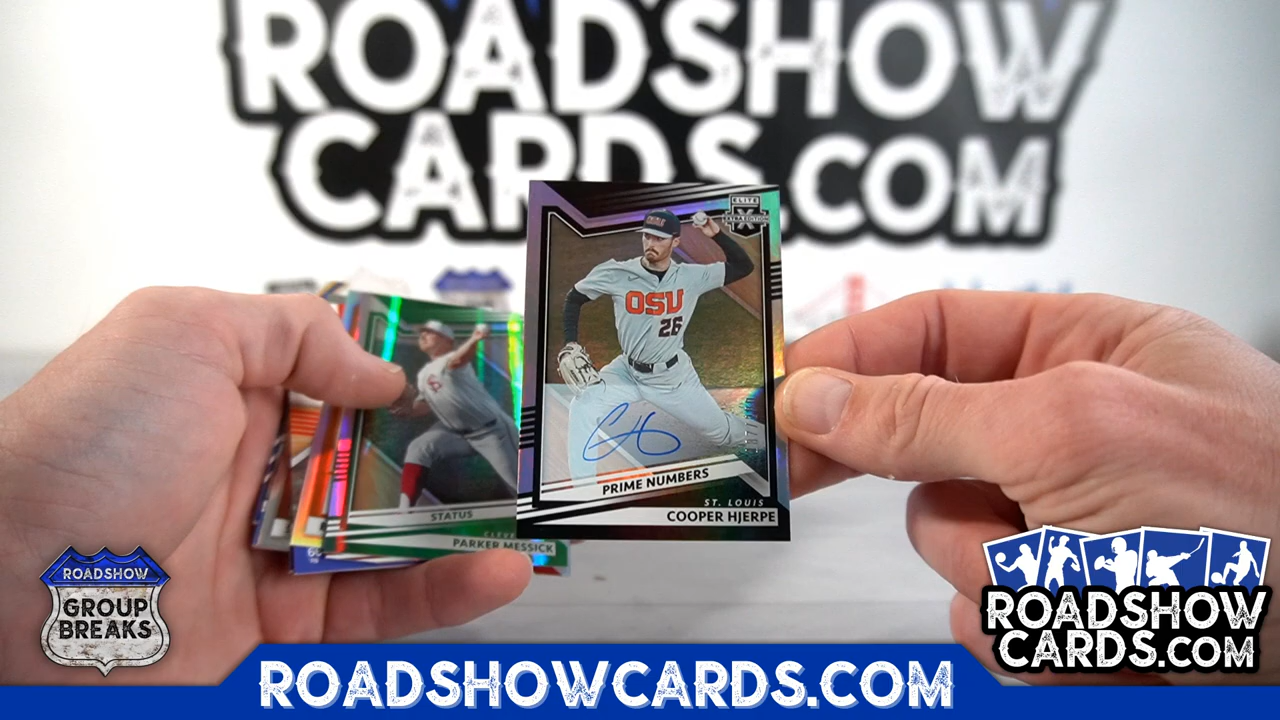 ROADSHOW
CARDS.COM
ELITE
X
EXTRA EDITION
OSU
26
PRIME NUMBERS
ST. LOUIS
COOPER HJERPE
STATUS
PARKER MESSICK
ROADSHOW
GROUP
BREAKS
ROADSHOWCARDS.COM
ROADSHOW
CARDS.COM